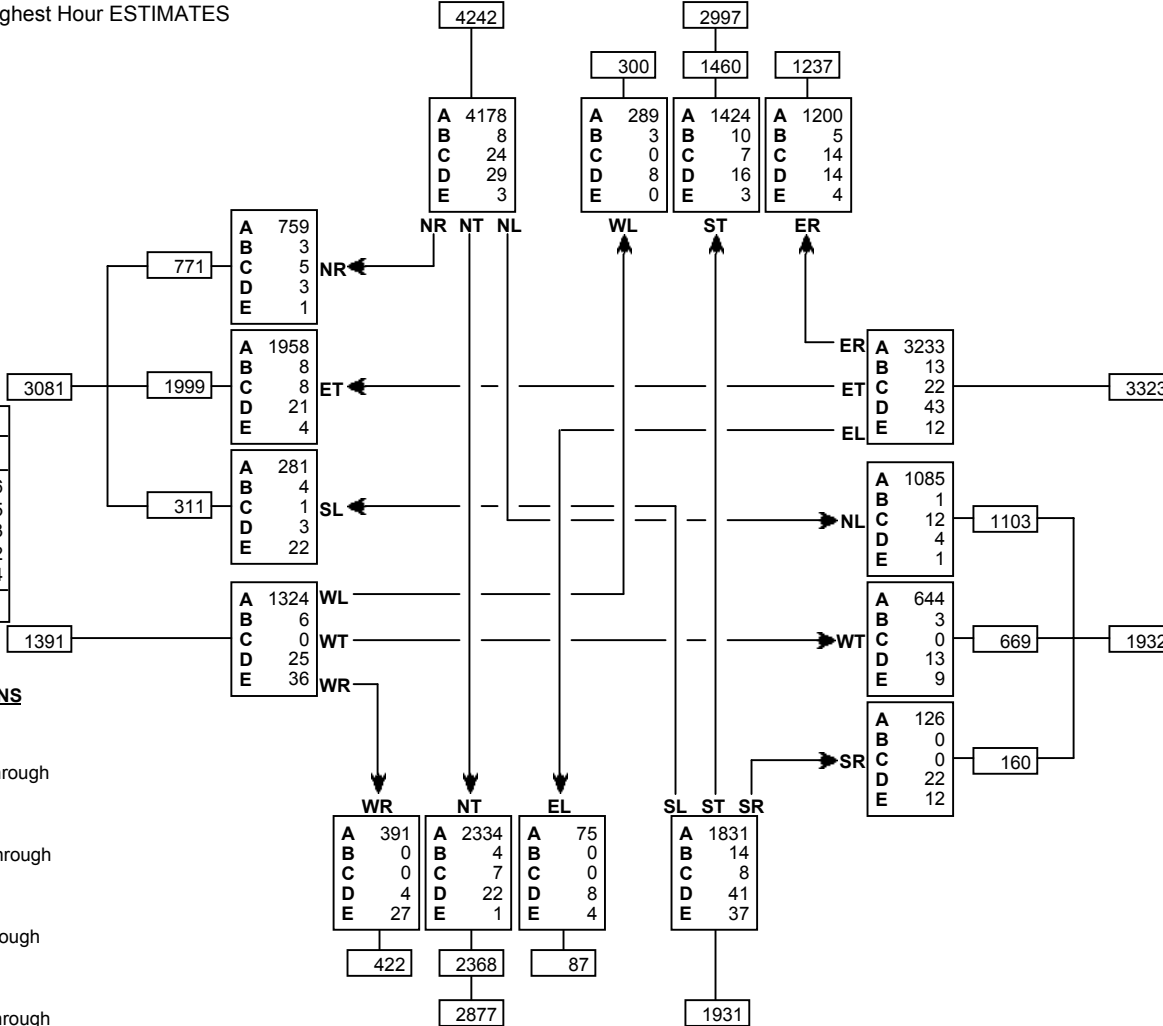 ghest Hour ESTIMATES
4242
2997
300
1460
1237
A 4178
B 8
C 24
D 29
E 3
A 289
B 3
C 0
D 8
E 0
A 1424
B 10
C 7
D 16
E 3
A 1200
B 5
C 14
D 14
E 4
NR NT NL
WL
ST
ER
A 759
B 3
C 5
D 3
E 1
771
NR
ER
ET
EL
A 3233
B 13
C 22
D 43
E 12
3323
A 1958
B 8
C 8
D 21
E 4
3081
1999
ET
A 281
B 4
C 1
D 3
E 22
311
SL
A 1085
B 1
C 12
D 4
E 1
NL
1103
A 1324
B 6
C 0
D 25
E 36
WL
WT
WR
1391
A 644
B 3
C 0
D 13
E 9
WT
669
1932
NS
A 126
B 0
C 0
D 22
E 12
SR
160
rough
hrough
ough
hrough
WR
NT
EL
SL ST SR
A 391
B 0
C 0
D 4
E 27
A 2334
B 4
C 7
D 22
E 1
A 75
B 0
C 0
D 8
E 4
A 1831
B 14
C 8
D 41
E 37
422
2368
87
2877
1931